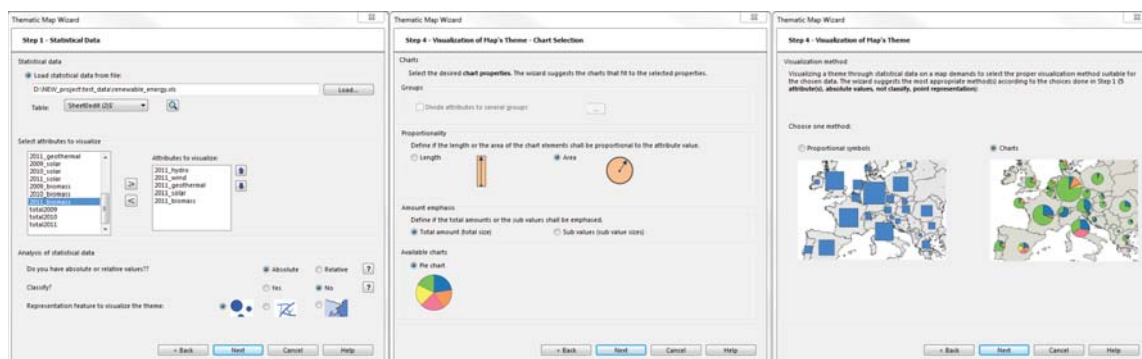 Thematic Map Wizard
Step 1 - Statistical Data
Statistical data
Load statistical data from file:
D:\NEW_project\test_data\renewable_energy.xls
Load...
Table:
Select attributes to visualize
2011_geothermal
2009_solar
2010_solar
2011_solar
2009_biomass
2010_biomass
2011_biomass
total2009
total2010
total2011
>
<
Attributes to visualize:
2011_hydro
2011_wind
2011_geothermal
2011_solar
2011_biomass
Analysis of statistical data
Do you have absolute or relative values??
Absolute
Relative
?
Classify?
Yes
No
?
Representation feature to visualize the theme:
< Back
Next
Cancel
Help
Thematic Map Wizard
Step 4 - Visualization of Map's Theme - Chart Selection
Charts
Select the desired chart properties. The wizard suggests the charts that fit to the selected properties.
Groups
Divide attributes to several groups:
...
Proportionality
Define if the length or the area of the chart elements shall be proportional to the attribute value.
Length
Area
Amount emphasis
Define if the total amounts or the sub values shall be emphased.
Total amount (total size)
Sub values (sub value sizes)
Available charts
Pie chart
< Back
Next
Cancel
Help
Thematic Map Wizard
Step 4 - Visualization of Map's Theme
Visualization method
Visualizing a theme through statistical data on a map demands to select the proper visualization method suitable for
the chosen data. The wizard suggests the most appropriate method(s) according to the choices done in Step 1 (5
attribute(s), absolute values, not classify, point representation):
Choose one method:
Proportional symbols
Charts
< Back
Next
Cancel
Help